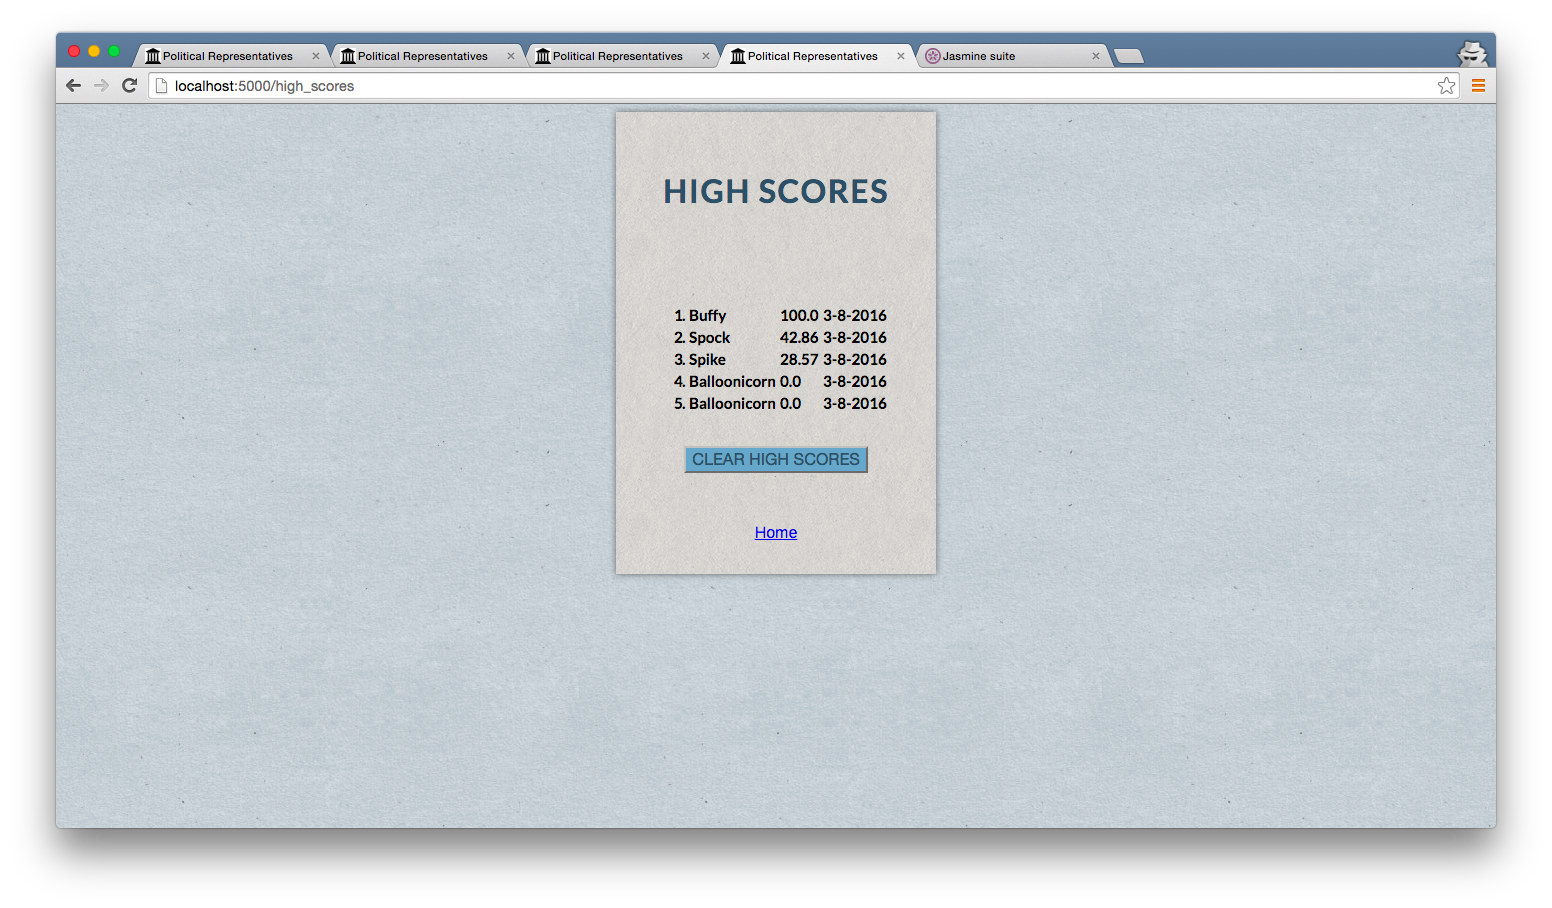 Political Representatives
Political Representatives
Political Representatives
Political Representatives
Jasmine suite
localhost:5000/high_scores
HIGH SCORES
1. Buffy 100.0 3-8-2016
2. Spock 42.86 3-8-2016
3. Spike 28.57 3-8-2016
4. Balloonicorn 0.0 3-8-2016
5. Balloonicorn 0.0 3-8-2016
CLEAR HIGH SCORES
Home